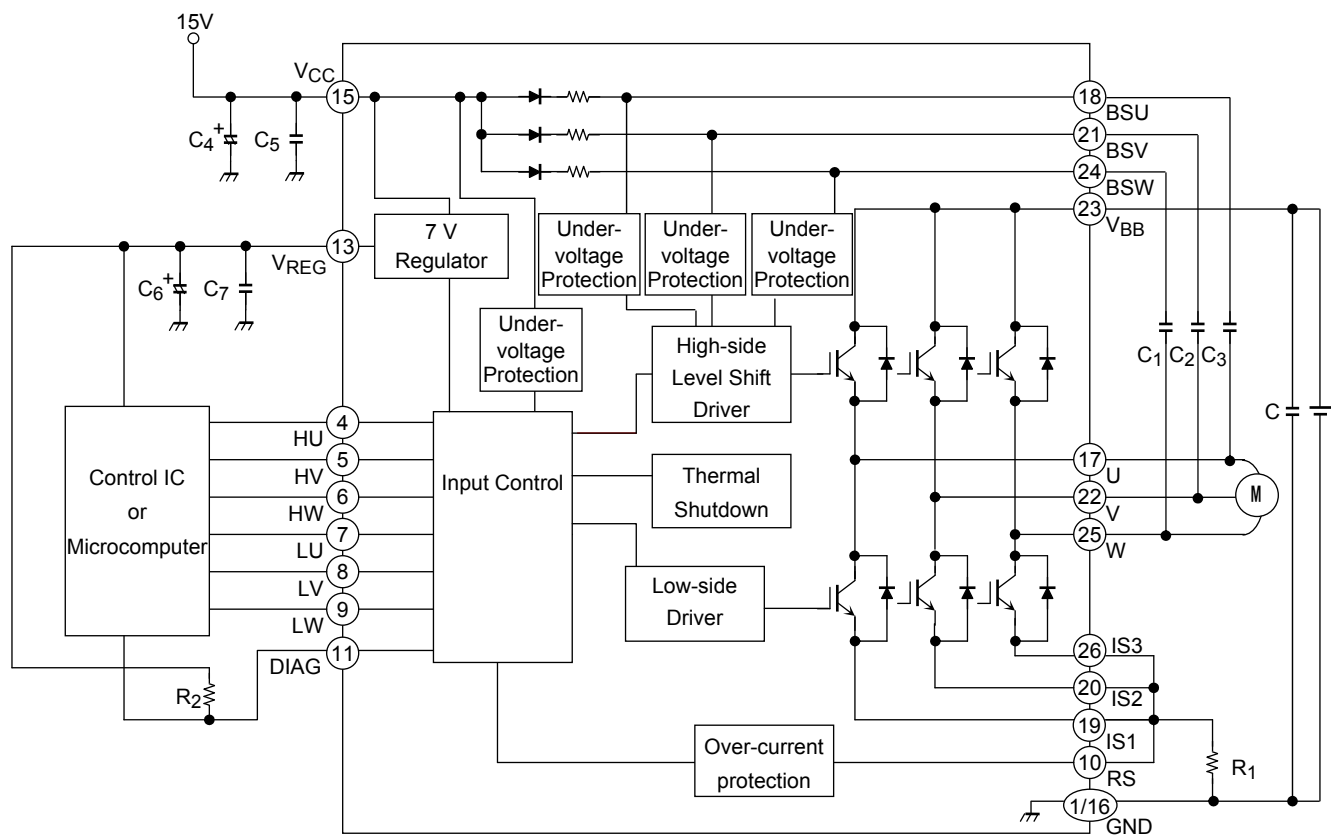 15V
VCC
15
C4
+
C5
18
BSU
21
BSV
24
BSW
23
VBB
13
VREG
7 V
Regulator
Under-
voltage
Protection
Under-
voltage
Protection
Under-
voltage
Protection
C6
+
C7
Under-
voltage
Protection
High-side
Level Shift
Driver
C1
C2
C3
C
Control IC
or
Microcomputer
4
HU
5
HV
6
HW
7
LU
8
LV
9
LW
11
DIAG
Input Control
Thermal
Shutdown
Low-side
Driver
17
U
22
V
25
W
M
26
IS3
20
IS2
19
IS1
10
RS
1/16
GND
R2
Over-current
protection
R1